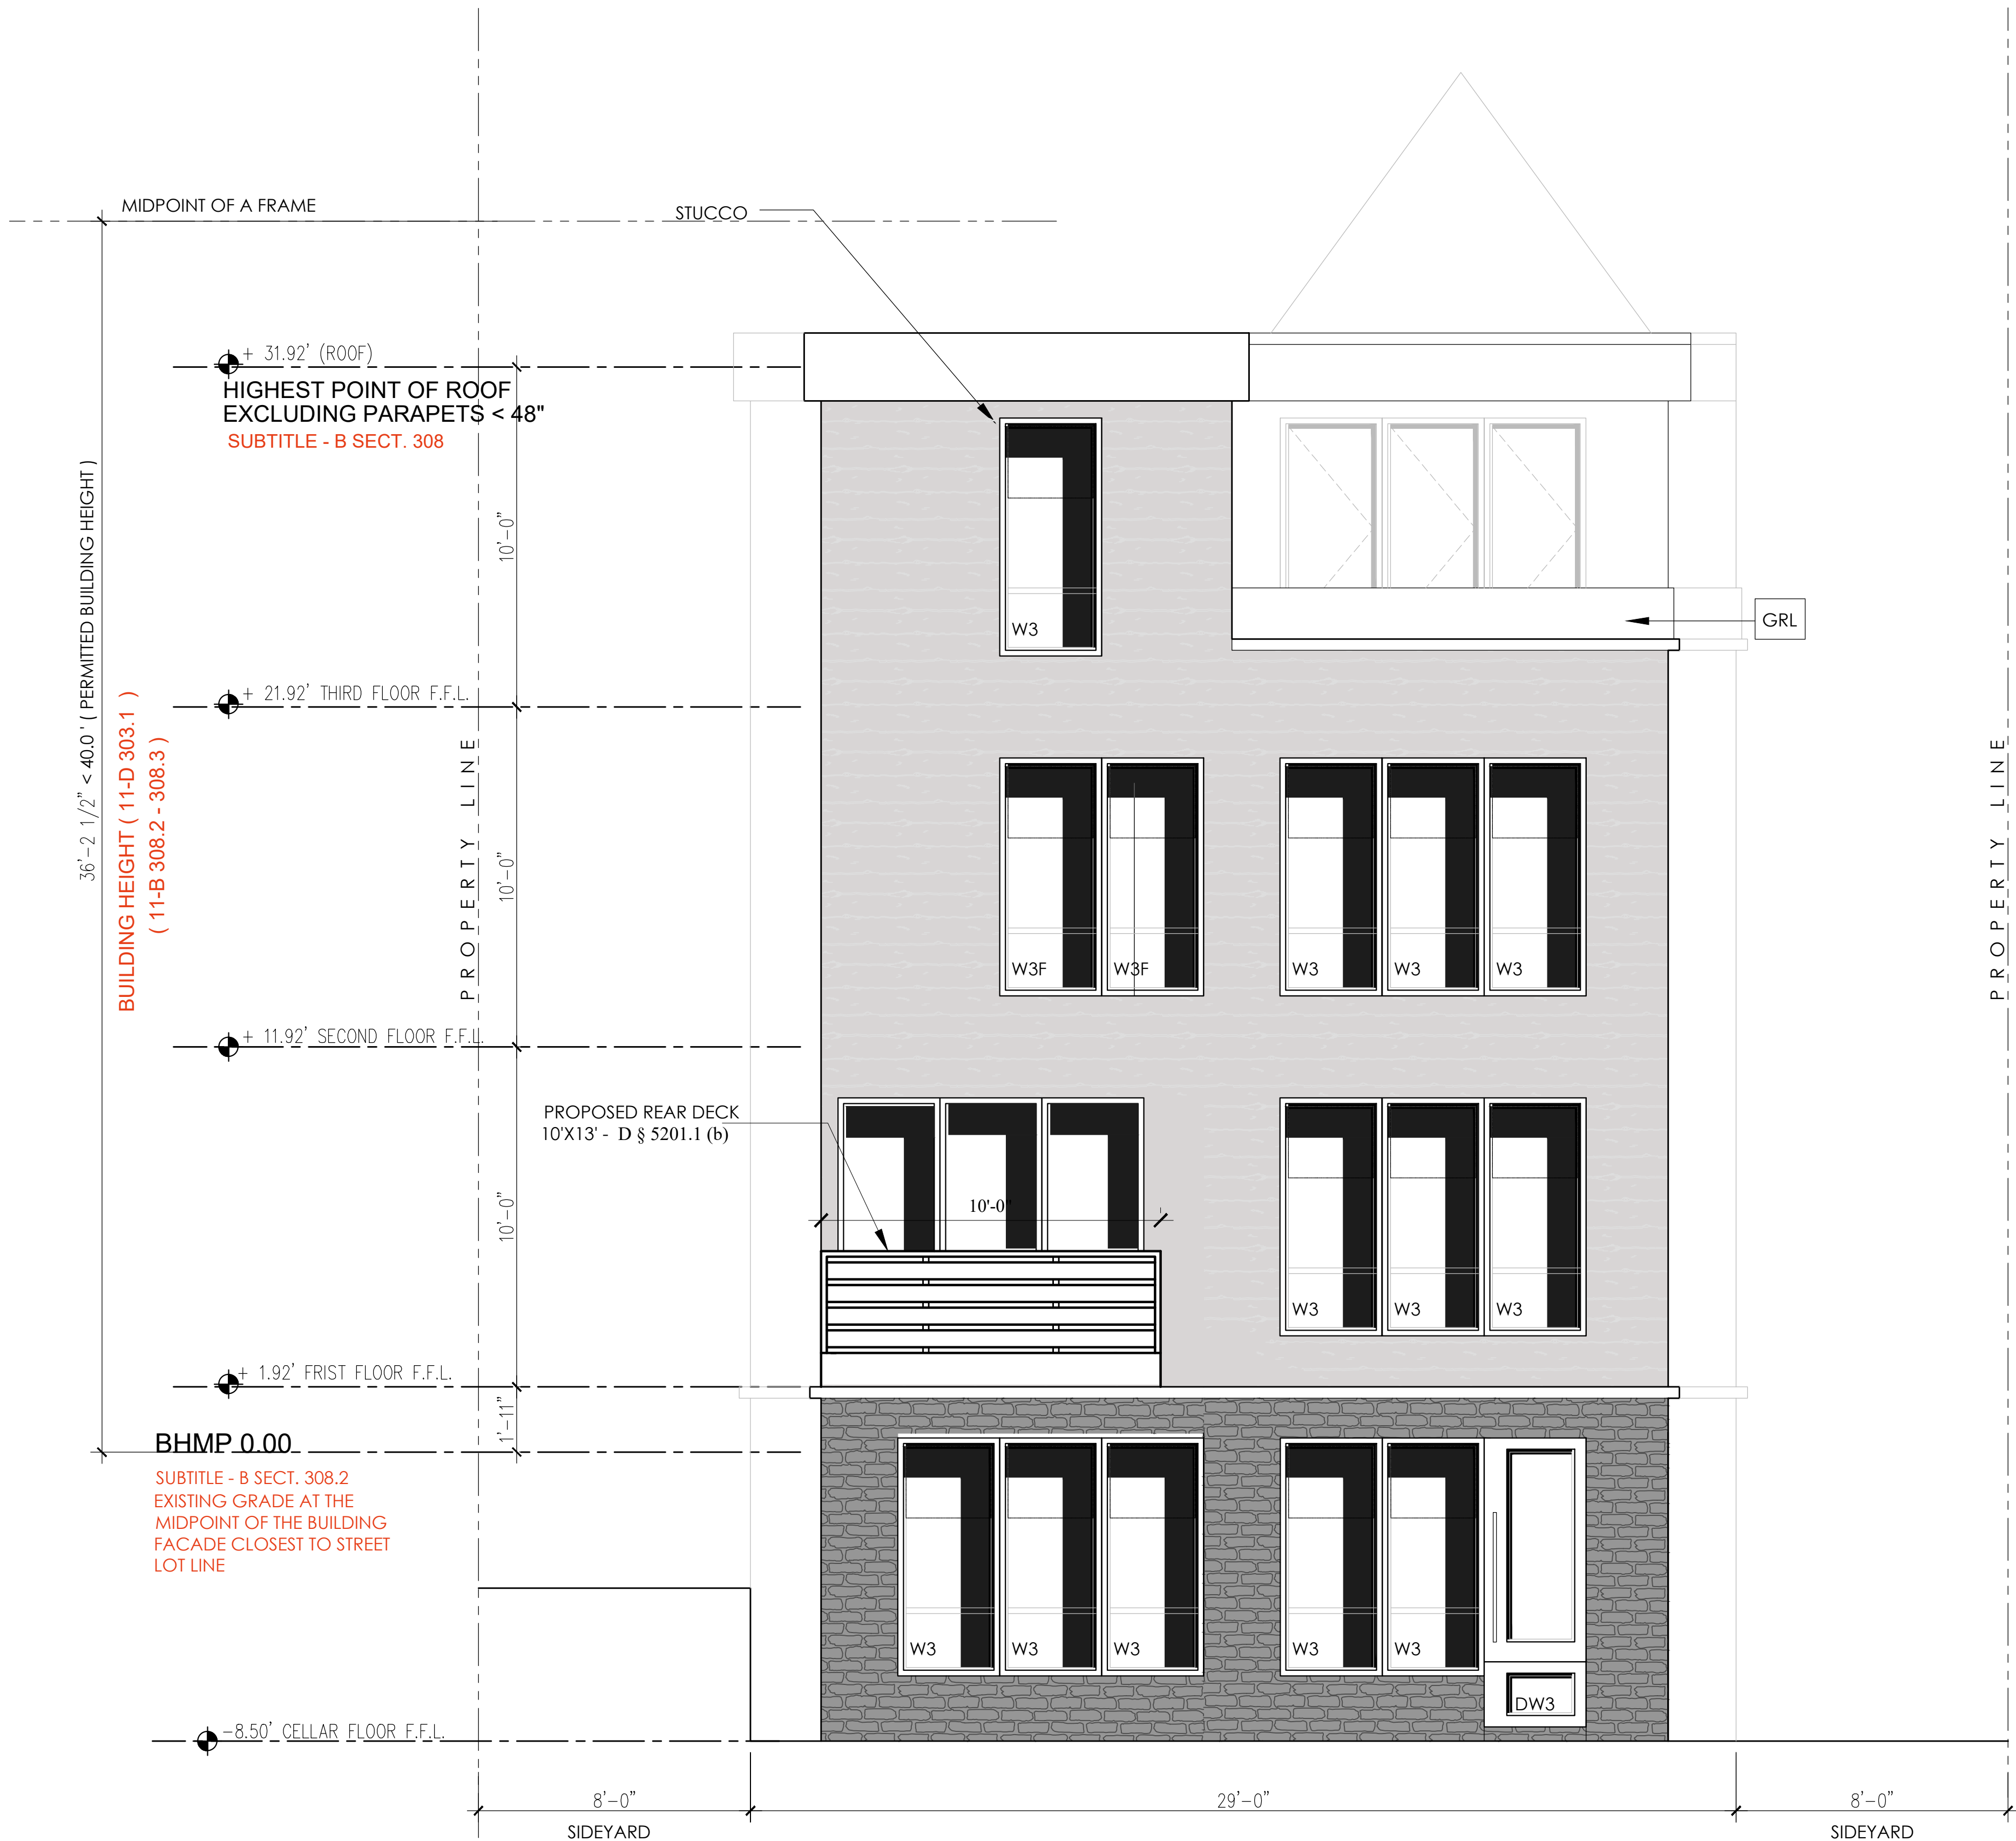 MIDPOINT OF A FRAME
STUCCO
+ 31.92' (ROOF)
HIGHEST POINT OF ROOF
EXCLUDING PARAPETS < 48"
SUBTITLE - B SECT. 308
36'-2 1/2" < 40.0 ' ( PERMITTED BUILDING HEIGHT )
BUILDING HEIGHT ( 11-D 303.1 )
( 11-B 308.2 - 308.3 )
10'-0"
W3
GRL
+ 21.92' THIRD FLOOR F.F.L.
PROPERTY LINE
PROPERTY LINE
10'-0"
W3F
W3F
W3
W3
W3
+ 11.92' SECOND FLOOR F.F.L.
PROPOSED REAR DECK
10'X13' - D § 5201.1 (b)
10'-0"
10'-0"
W3
W3
W3
+ 1.92' FRIST FLOOR F.F.L.
1'-11"
BHMP 0.00
SUBTITLE - B SECT. 308.2
EXISTING GRADE AT THE
MIDPOINT OF THE BUILDING
FACADE CLOSEST TO STREET
LOT LINE
W3
W3
W3
W3
W3
DW3
-8.50' CELLAR FLOOR F.F.L.
8'-0"
29'-0"
8'-0"
SIDEYARD
SIDEYARD